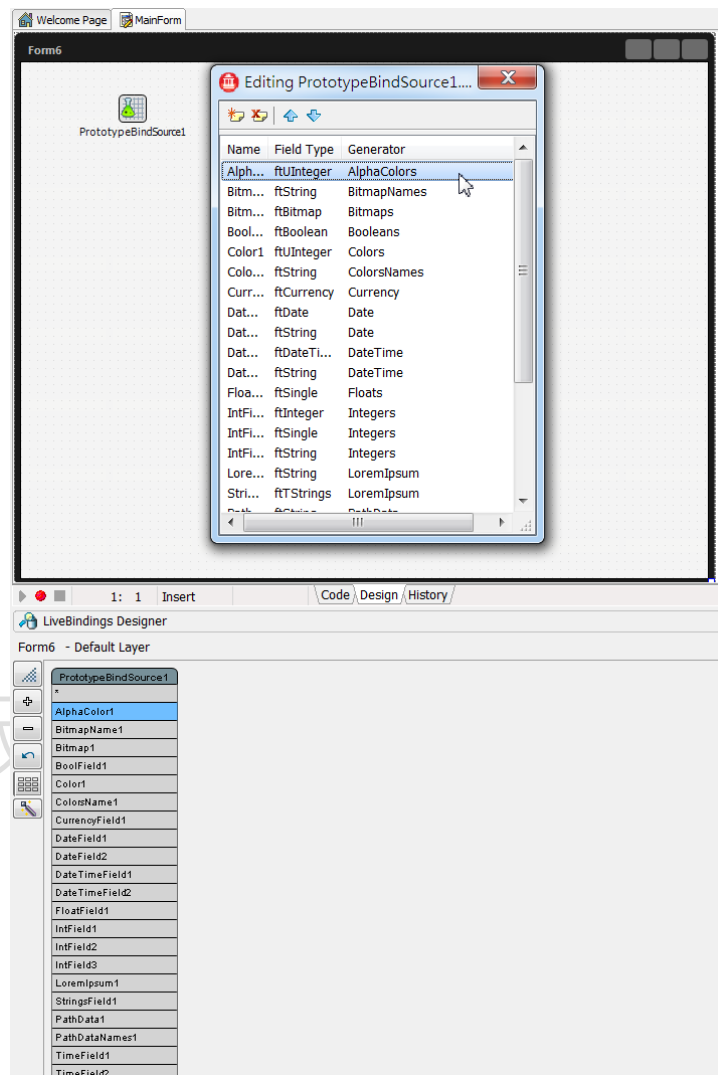 Welcome Page MainForm
Form6
PrototypeBindSource1
Editing PrototypeBindSource1....
Name Field Type Generator
Alph... ftUInteger AlphaColors
Bitm... ftString BitmapNames
Bitm... ftBitmap Bitmaps
Bool... ftBoolean Booleans
Color1 ftUInteger Colors
Colo... ftString ColorsNames
Curr... ftCurrency Currency
Dat... ftDate Date
Dat... ftString Date
Dat... ftDateTi... DateTime
Dat... ftString DateTime
Floa... ftSingle Floats
IntFi... ftInteger Integers
IntFi... ftSingle Integers
IntFi... ftString Integers
Lore... ftString LoremIpsum
Stri... ftTStrings LoremIpsum
Path... ftString PathData
1: 1 Insert Code Design History
LiveBindings Designer
Form6 - Default Layer
PrototypeBindSource1
*
AlphaColor1
BitmapName1
Bitmap1
BoolField1
Color1
ColorsName1
CurrencyField1
DateField1
DateField2
DateTimeField1
DateTimeField2
FloatField1
IntField1
IntField2
IntField3
LoremIpsum1
StringsField1
PathData1
PathDataNames1
TimeField1
TimeField2